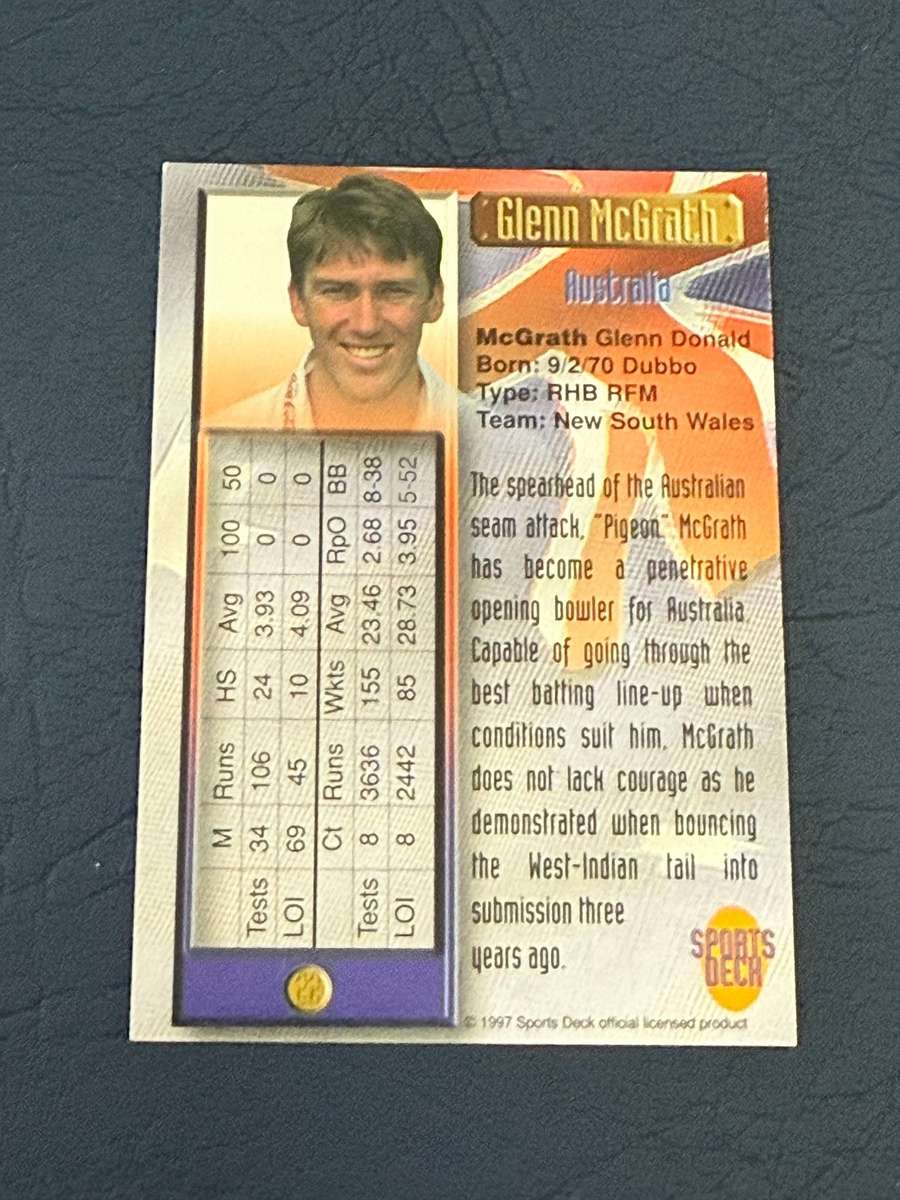 Glenn McGrath
Australia
McGrath Glenn Donald
Born: 9/2/70 Dubbo
Type: RHB RFM
Team: New South Wales
The spearhead of the Australian
seam attack, "Pigeon" McGrath
has become a penetrative
opening bowler for Australia.
Capable of going through the
best batting line-up when
conditions suit him, McGrath
does not lack courage as he
demonstrated when bouncing
the West-Indian tail into
submission three
years ago.
M Runs HS Avg 100 50
Tests 34 106 24 3.93 0 0
LOI 69 45 10 4.09 0 0
Ct Runs Wkts Avg RpO BB
Tests 8 3636 155 23.46 2.68 8-38
LOI 8 2442 85 28.73 3.95 5-52
SPORTS
DECK
© 1997 Sports Deck official licensed product